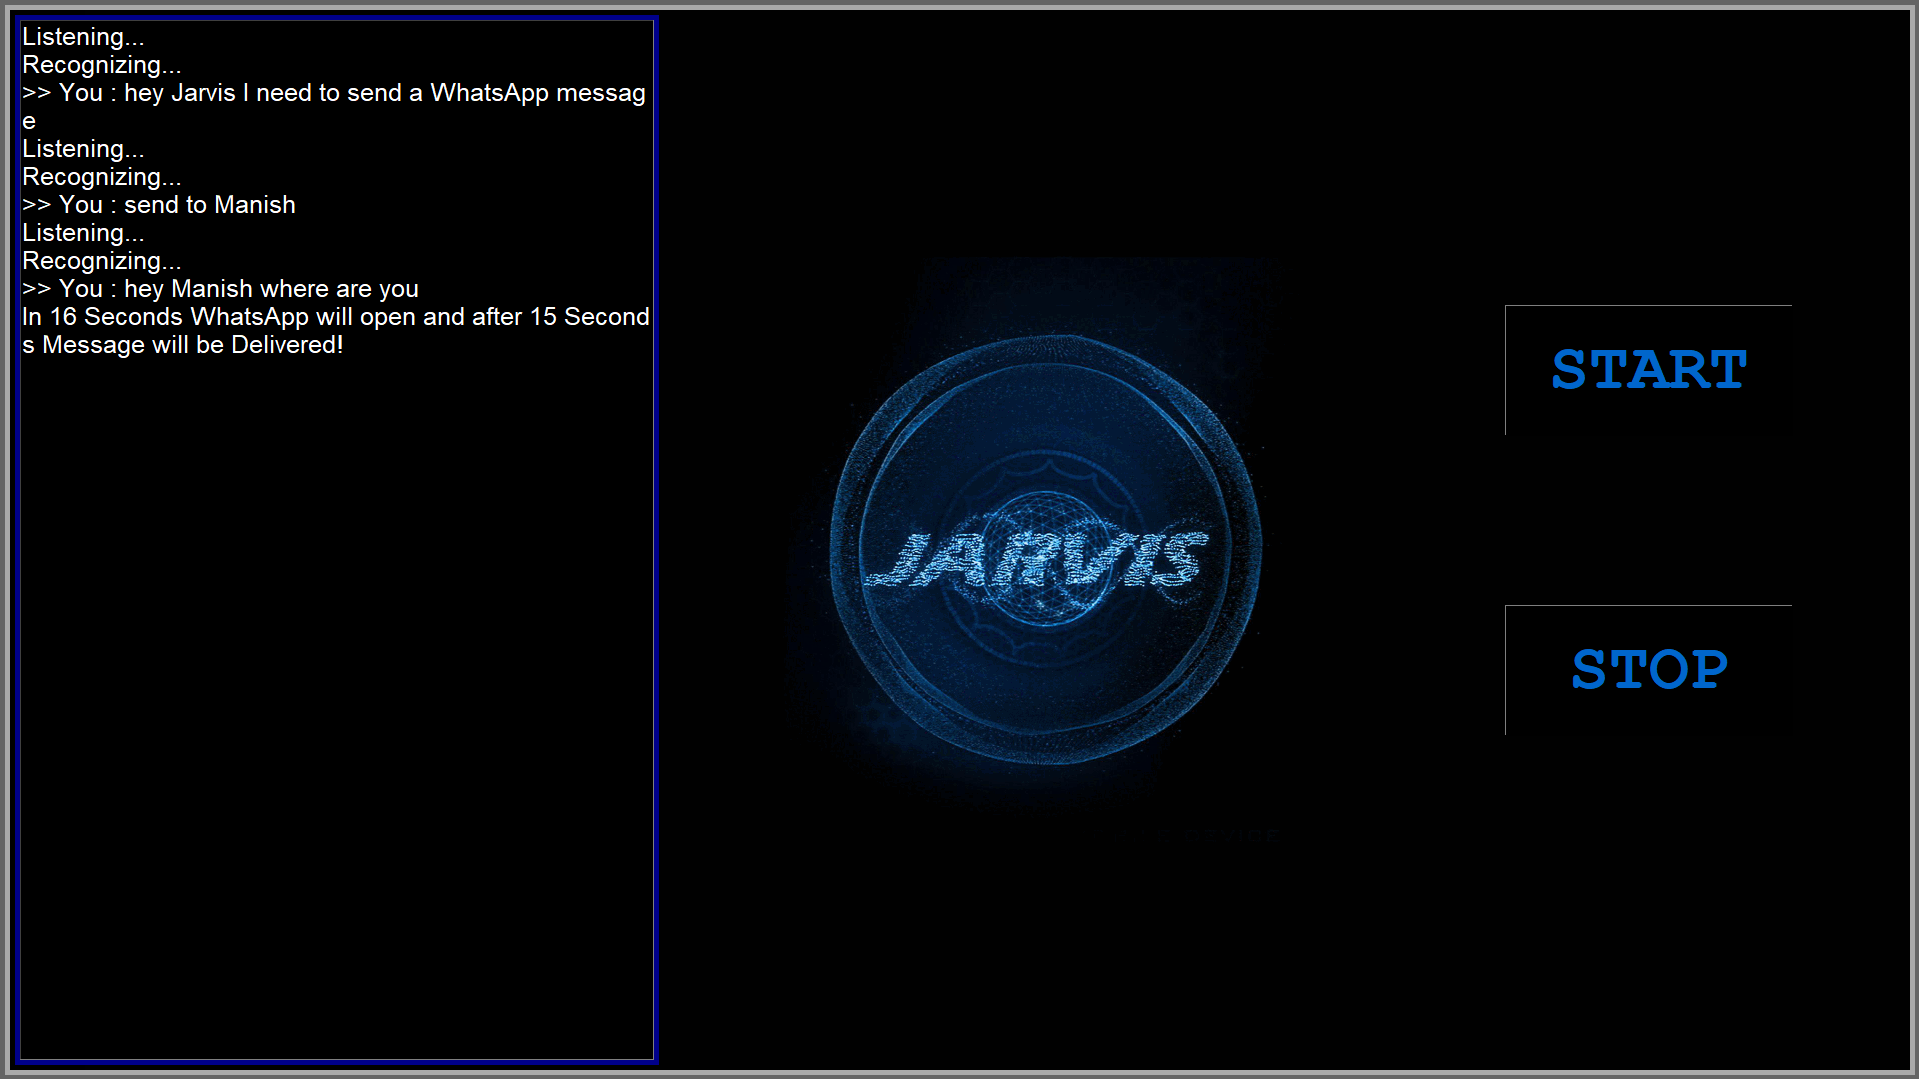 Listening...
Recognizing...
>> You : hey Jarvis I need to send a WhatsApp messag
e
Listening...
Recognizing...
>> You : send to Manish
Listening...
Recognizing...
>> You : hey Manish where are you
In 16 Seconds WhatsApp will open and after 15 Second
s Message will be Delivered!
JARVIS
START
STOP